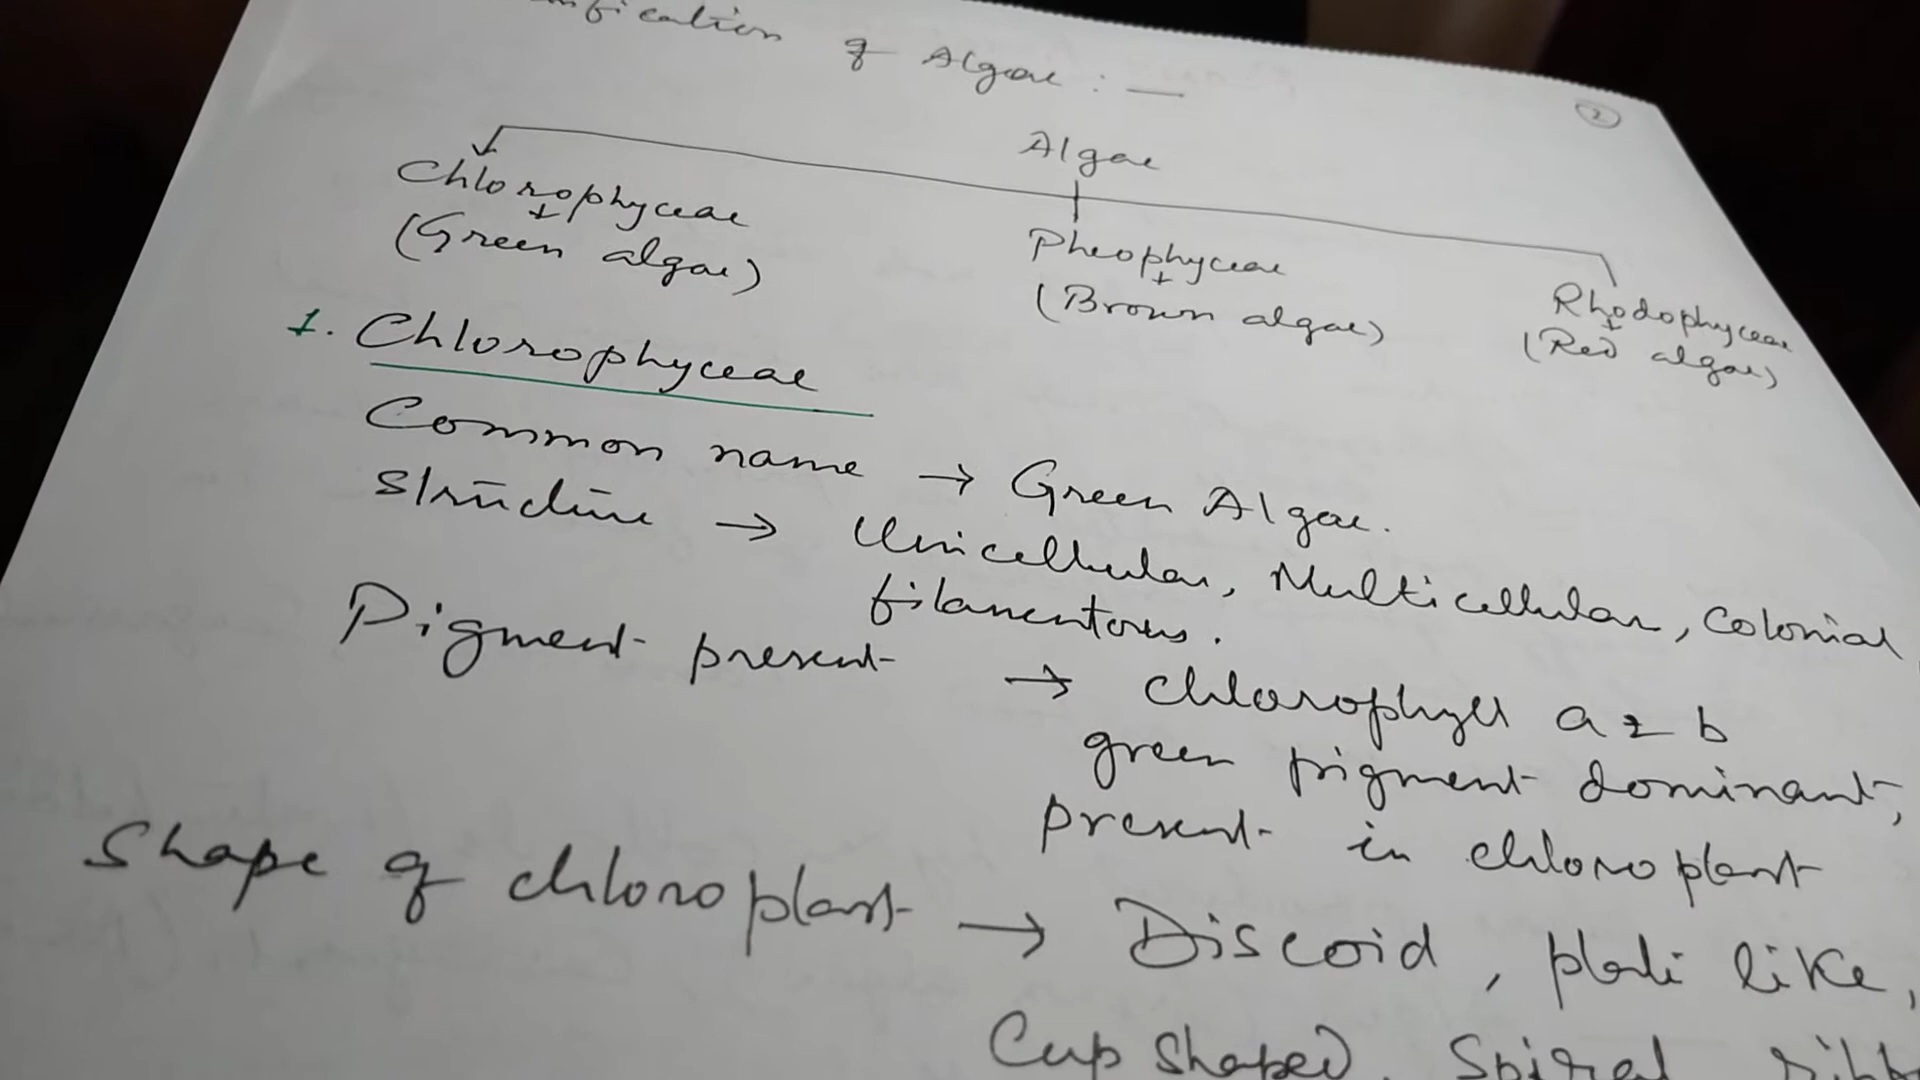 of Algae : —
2
Algae
Chlorophyceae
(Green algae)
Pheophyceae
(Brown algae)
Rhodophyceae
(Red algae)
1. Chlorophyceae
Common name → Green Algae.
Structure → Unicellular, Multicellular, Colonial
filamentous.
Pigment present → chlorophyll a & b
green pigment dominant,
present in chloroplast
Shape of chloroplast → Discoid, plate like,
Cup shaped, Spiral